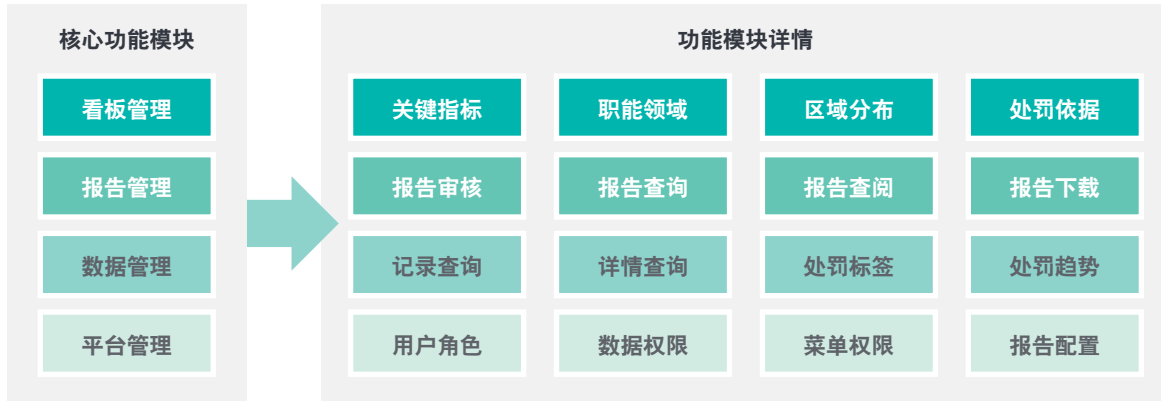 核心功能模块
功能模块详情
看板管理
关键指标
职能领域
区域分布
处罚依据
报告管理
报告审核
报告查询
报告查阅
报告下载
数据管理
记录查询
详情查询
处罚标签
处罚趋势
平台管理
用户角色
数据权限
菜单权限
报告配置